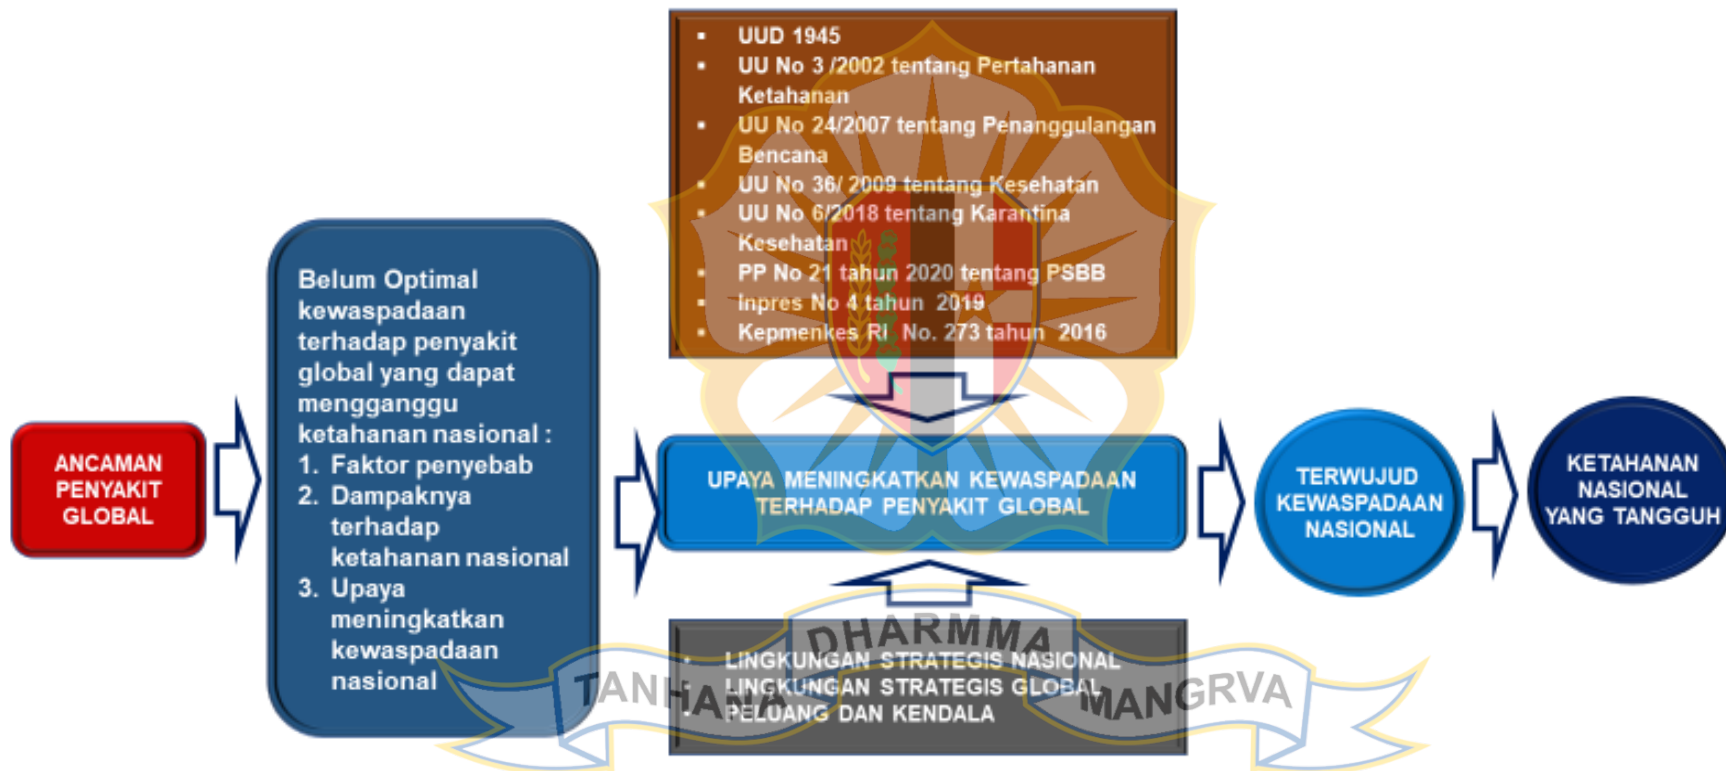 ANCAMAN
PENYAKIT
GLOBAL
Belum Optimal
kewaspadaan
terhadap penyakit
global yang dapat
mengganggu
ketahanan nasional :
1. Faktor penyebab
2. Dampaknya
terhadap
ketahanan nasional
3. Upaya
meningkatkan
kewaspadaan
nasional
▪ UUD 1945
▪ UU No 3 /2002 tentang Pertahanan
Ketahanan
▪ UU No 24/2007 tentang Penanggulangan
Bencana
▪ UU No 36/ 2009 tentang Kesehatan
▪ UU No 6/2018 tentang Karantina
Kesehatan
▪ PP No 21 tahun 2020 tentang PSBB
▪ Inpres No 4 tahun 2019
▪ Kepmenkes RI No. 273 tahun 2016
UPAYA MENINGKATKAN KEWASPADAAN
TERHADAP PENYAKIT GLOBAL
• LINGKUNGAN STRATEGIS NASIONAL
• LINGKUNGAN STRATEGIS GLOBAL
• PELUANG DAN KENDALA
TERWUJUD
KEWASPADAAN
NASIONAL
KETAHANAN
NASIONAL
YANG TANGGUH
TANHANA DHARMMA MANGRVA